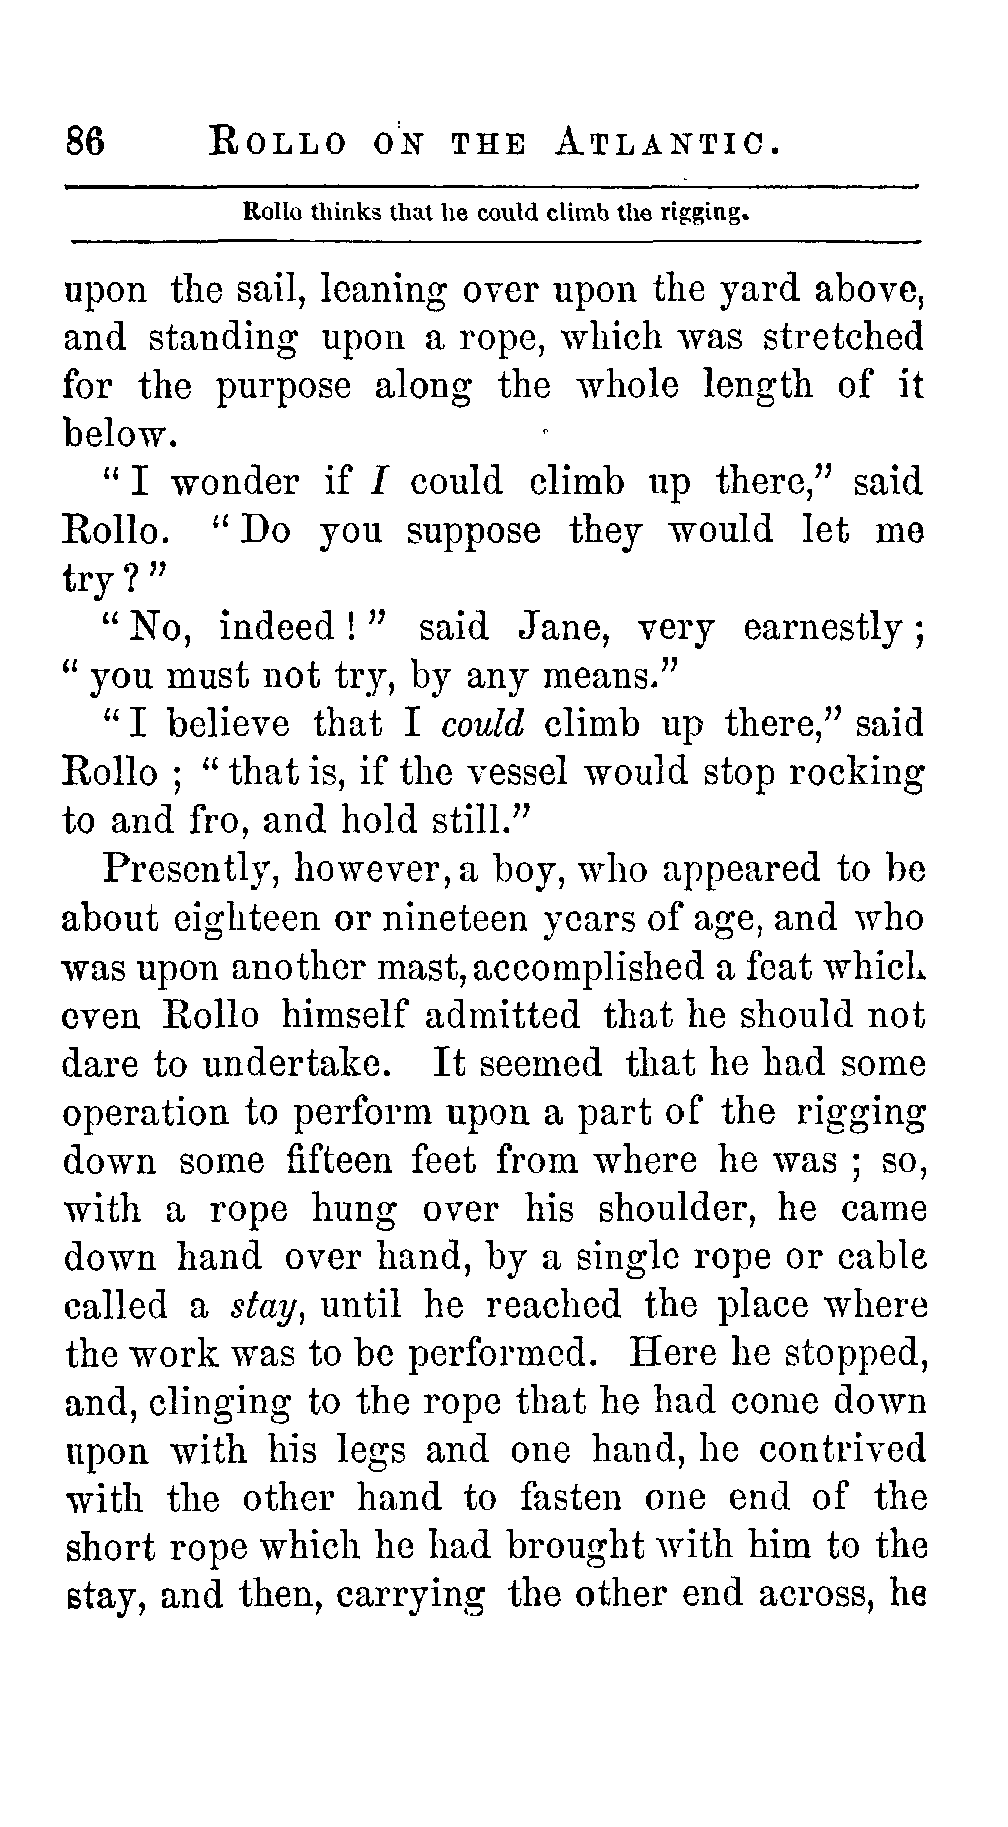 86 ROLLO ON THE ATLANTIC.
Rollo thinks that he could climb the rigging.
upon the sail, leaning over upon the yard above,
and standing upon a rope, which was stretched
for the purpose along the whole length of it
below.
“ I wonder if I could climb up there,” said
Rollo. “ Do you suppose they would let me
try ? ”
“ No, indeed ! ” said Jane, very earnestly ;
“ you must not try, by any means.”
“ I believe that I could climb up there,” said
Rollo ; “ that is, if the vessel would stop rocking
to and fro, and hold still.”
Presently, however, a boy, who appeared to be
about eighteen or nineteen years of age, and who
was upon another mast, accomplished a feat which
even Rollo himself admitted that he should not
dare to undertake. It seemed that he had some
operation to perform upon a part of the rigging
down some fifteen feet from where he was ; so,
with a rope hung over his shoulder, he came
down hand over hand, by a single rope or cable
called a stay, until he reached the place where
the work was to be performed. Here he stopped,
and, clinging to the rope that he had come down
upon with his legs and one hand, he contrived
with the other hand to fasten one end of the
short rope which he had brought with him to the
stay, and then, carrying the other end across, he